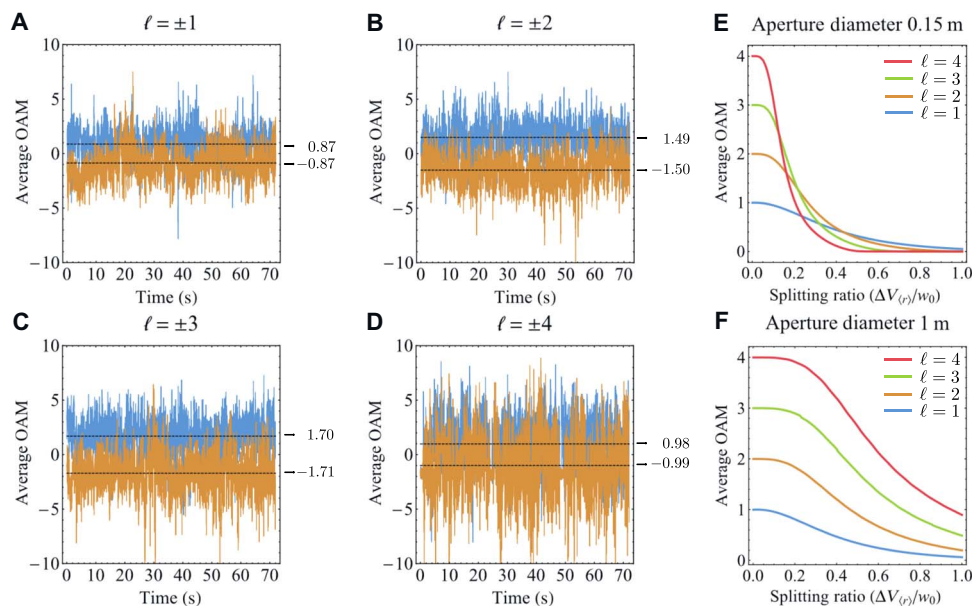 A
ℓ = ±1
10
5
0
−5
−10
Average OAM
0 10 20 30 40 50 60 70
Time (s)
0.87
−0.87
B
ℓ = ±2
10
5
0
−5
−10
Average OAM
0 10 20 30 40 50 60 70
Time (s)
1.49
−1.50
E
Aperture diameter 0.15 m
4
3
2
1
0
Average OAM
ℓ = 4
ℓ = 3
ℓ = 2
ℓ = 1
0.0 0.2 0.4 0.6 0.8 1.0
Splitting ratio (ΔV⟨r⟩/w0)
C
ℓ = ±3
10
5
0
−5
−10
Average OAM
0 10 20 30 40 50 60 70
Time (s)
1.70
−1.71
D
ℓ = ±4
10
5
0
−5
−10
Average OAM
0 10 20 30 40 50 60 70
Time (s)
0.98
−0.99
F
Aperture diameter 1 m
4
3
2
1
0
Average OAM
ℓ = 4
ℓ = 3
ℓ = 2
ℓ = 1
0.0 0.2 0.4 0.6 0.8 1.0
Splitting ratio (ΔV⟨r⟩/w0)